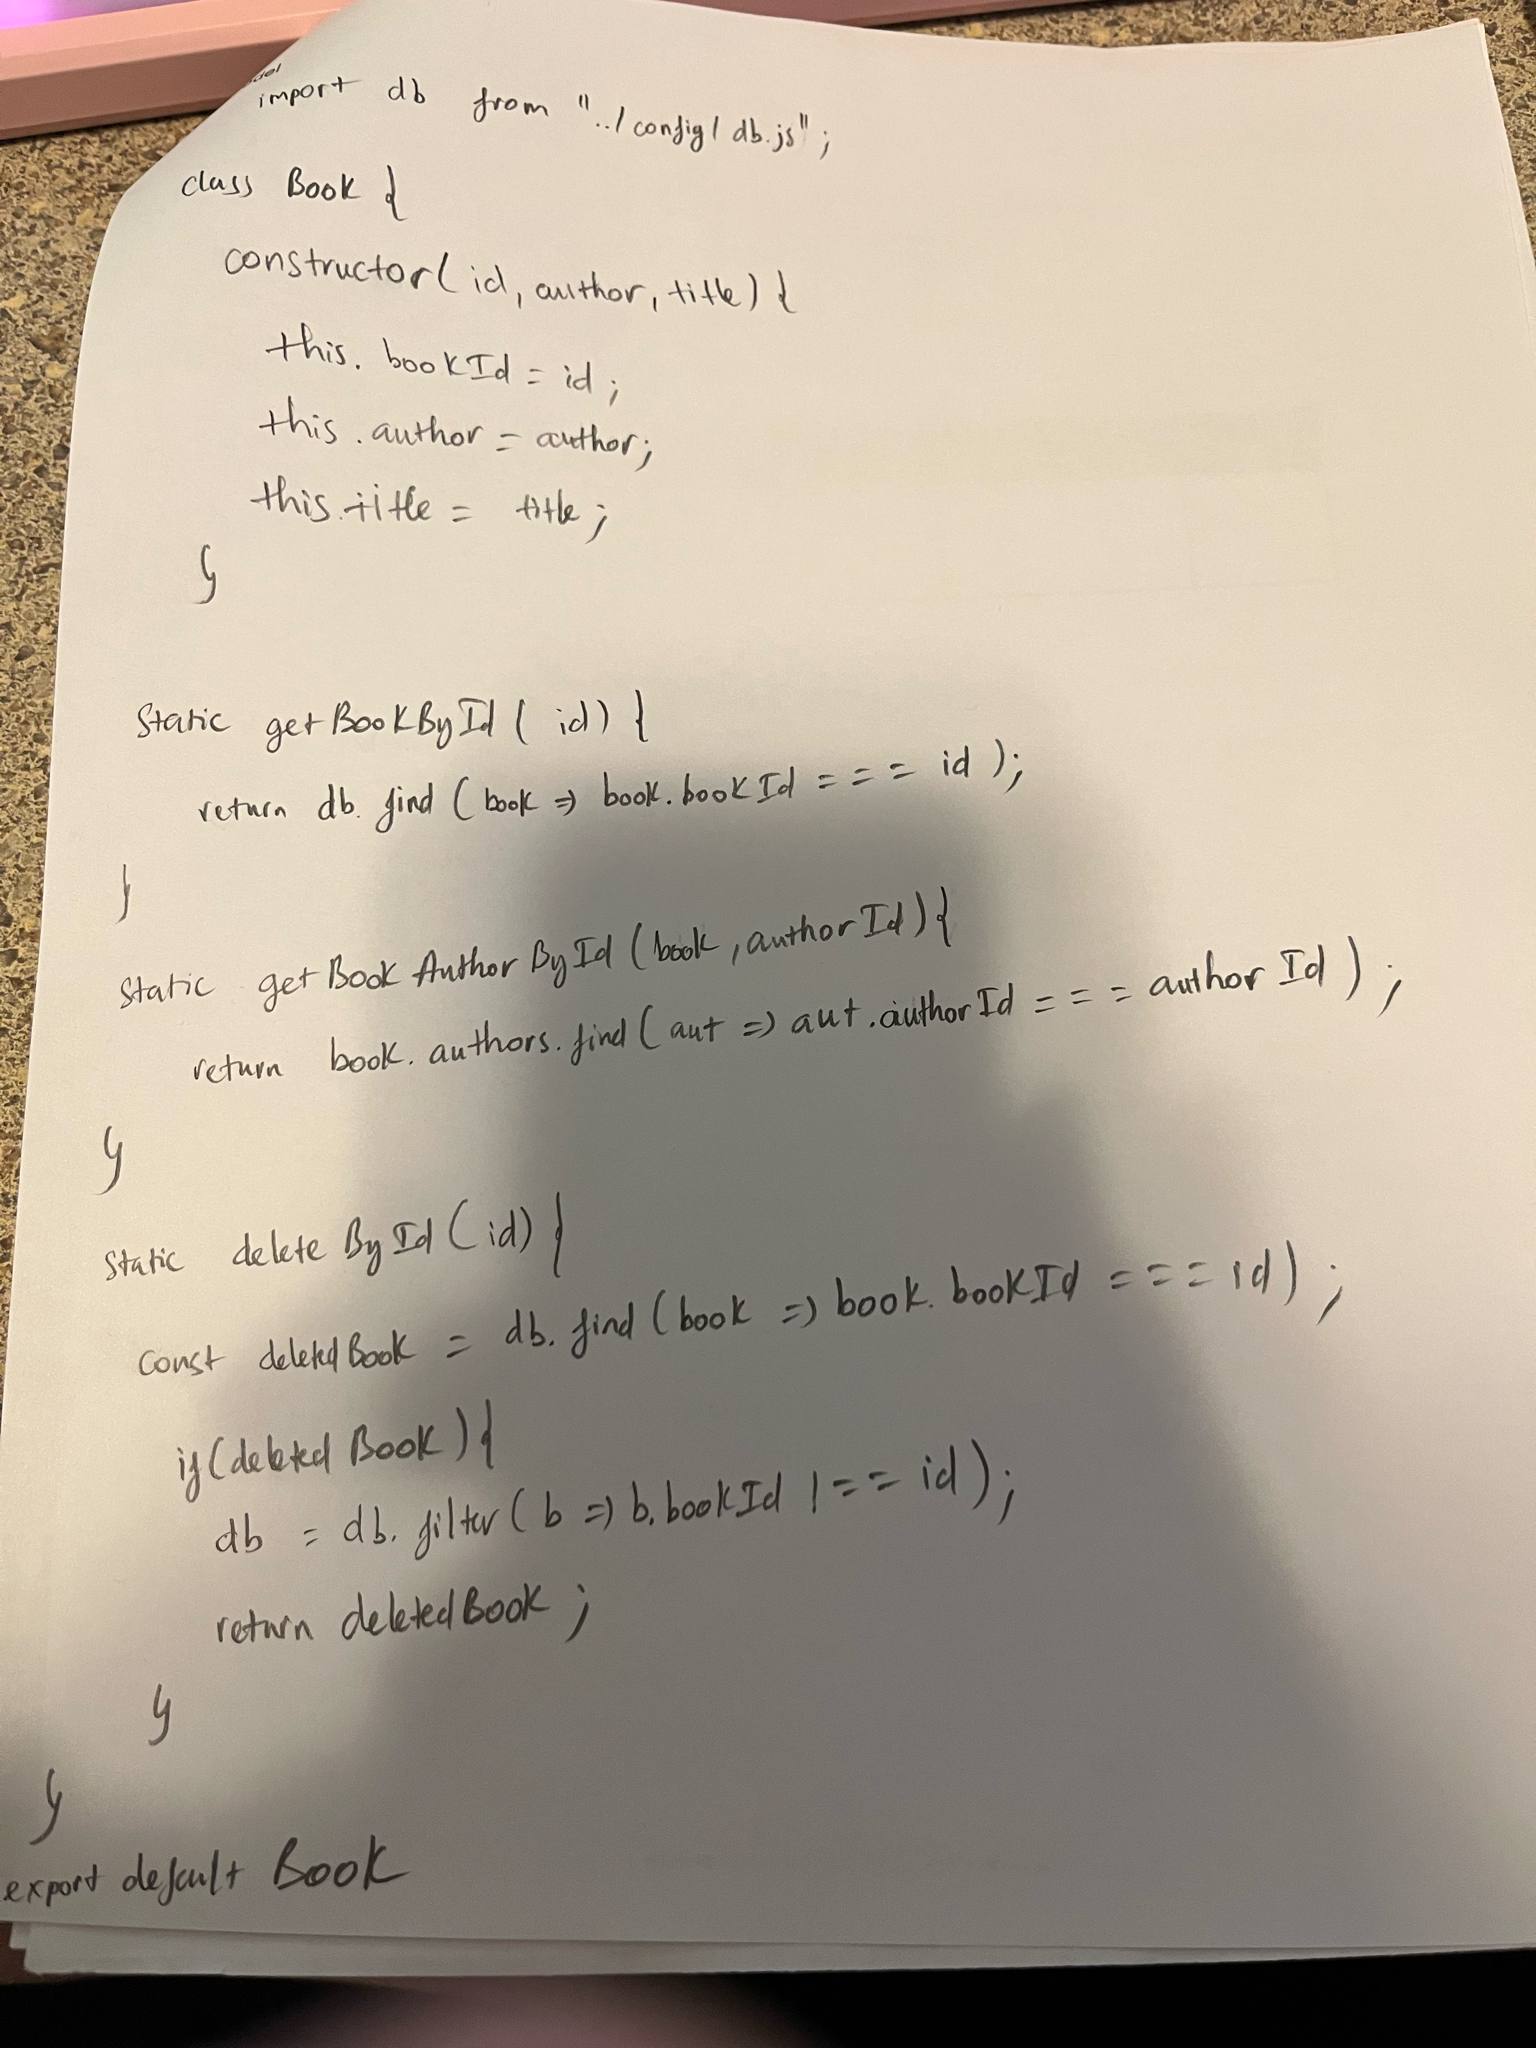 import db from "../config/db.js";
class Book {
constructor(id, author, title) {
this.bookId = id;
this.author = author;
this.title = title;
}
static getBookById(id) {
return db.find(book => book.bookId === id);
}
static getBookAuthorById(book, authorId){
return book.authors.find(aut => aut.authorId === authorId);
}
static deleteById(id) {
const deletedBook = db.find(book => book.bookId === id);
if(deletedBook){
db = db.filter(b => b.bookId !== id);
return deletedBook;
}
}
export default Book